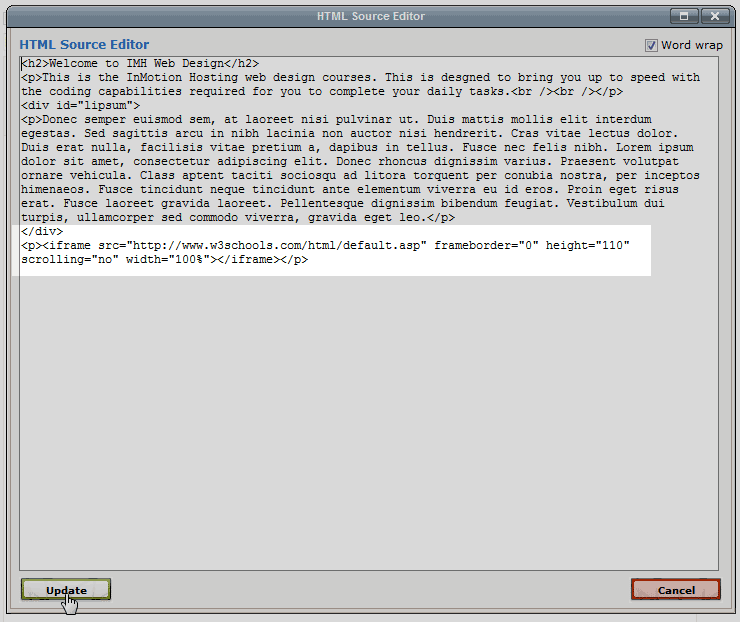 HTML Source Editor
HTML Source Editor
Word wrap
<h2>Welcome to IMH Web Design</h2>
<p>This is the InMotion Hosting web design courses. This is desgned to bring you up to speed with
the coding capabilities required for you to complete your daily tasks.<br /><br /></p>
<div id="lipsum">
<p>Donec semper euismod sem, at laoreet nisi pulvinar ut. Duis mattis mollis elit interdum
egestas. Sed sagittis arcu in nibh lacinia non auctor nisi hendrerit. Cras vitae lectus dolor.
Duis erat nulla, facilisis vitae pretium a, dapibus in tellus. Fusce nec felis nibh. Lorem ipsum
dolor sit amet, consectetur adipiscing elit. Donec rhoncus dignissim varius. Praesent volutpat
ornare vehicula. Class aptent taciti sociosqu ad litora torquent per conubia nostra, per inceptos
himenaeos. Fusce tincidunt neque tincidunt ante elementum viverra eu id eros. Proin eget risus
erat. Fusce laoreet gravida laoreet. Pellentesque dignissim bibendum feugiat. Vestibulum dui
turpis, ullamcorper sed commodo viverra, gravida eget leo.</p>
</div>
<p><iframe src="http://www.w3schools.com/html/default.asp" frameborder="0" height="110"
scrolling="no" width="100%"></iframe></p>
Update
Cancel